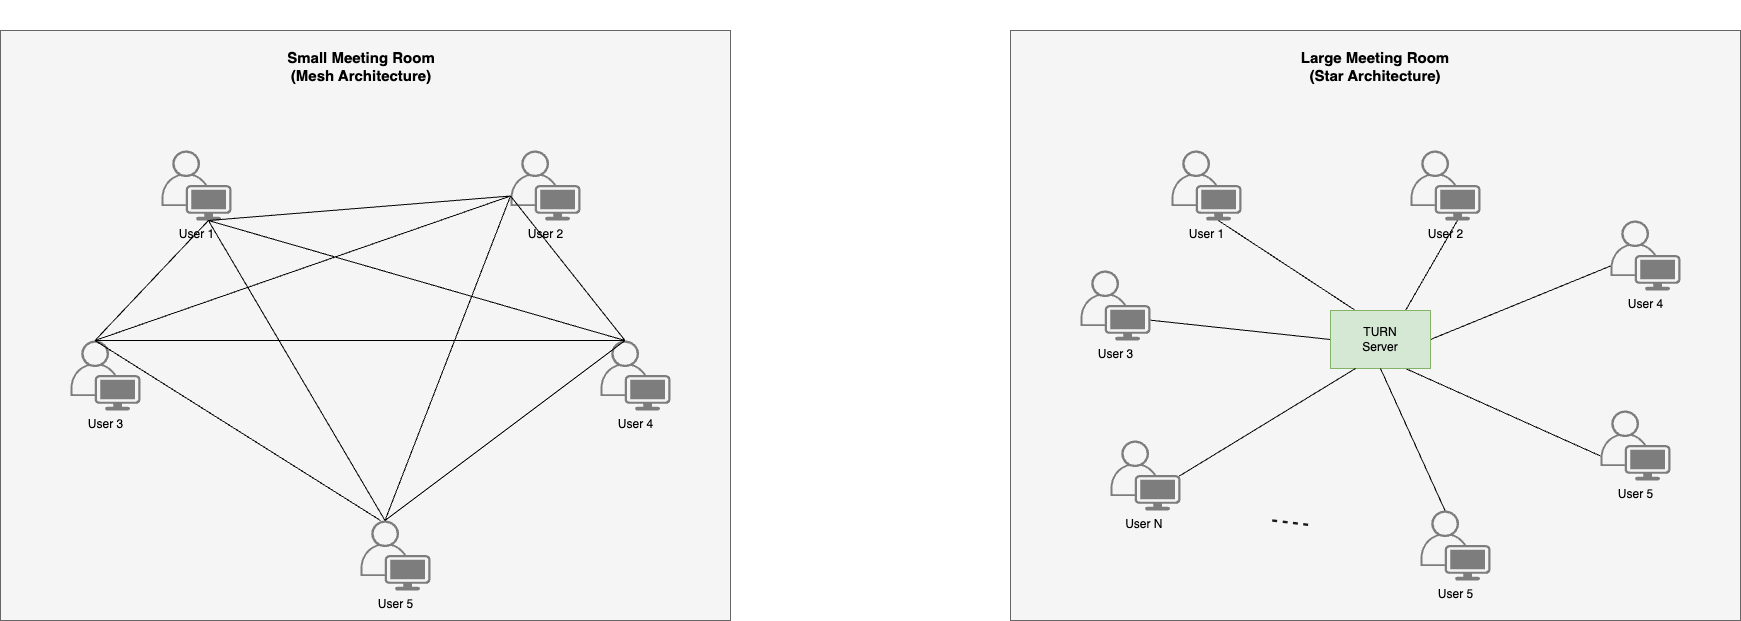 Small Meeting Room
(Mesh Architecture)
User 1
User 2
User 3
User 4
User 5
Large Meeting Room
(Star Architecture)
User 1
User 2
User 4
TURN
Server
User 3
User 5
User N
User 5